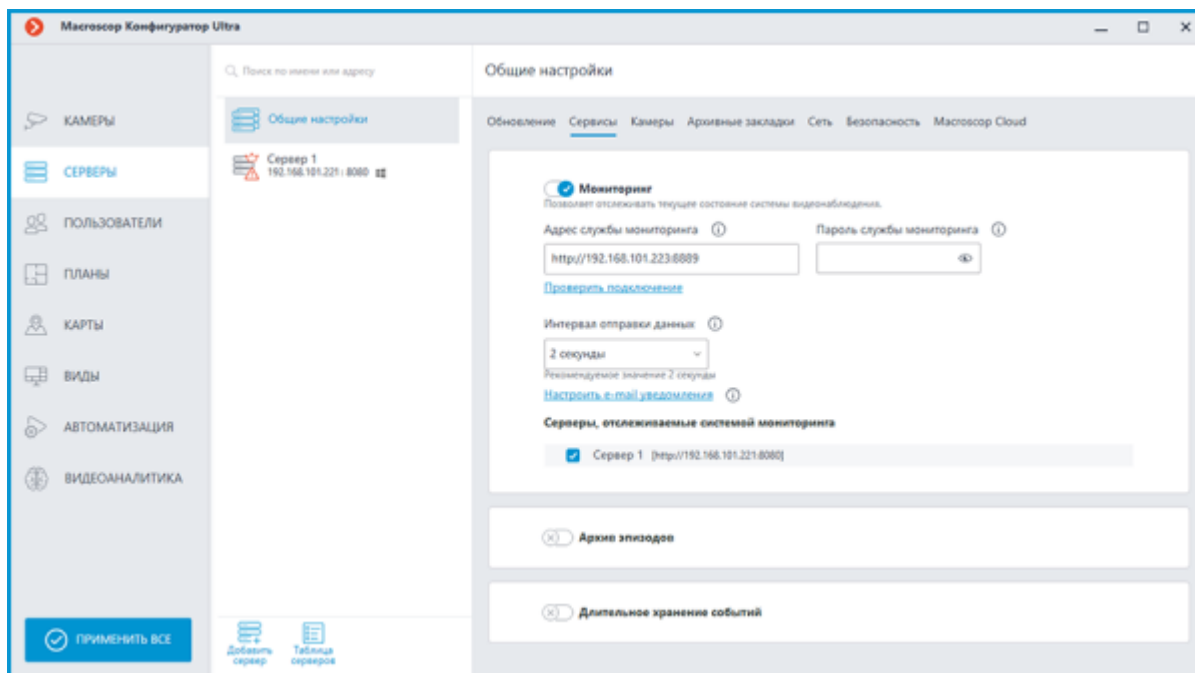 Macroscop Конфигуратор Ultra
Поиск по имени или адресу
Общие настройки
КАМЕРЫ
СЕРВЕРЫ
ПОЛЬЗОВАТЕЛИ
ПЛАНЫ
КАРТЫ
ВИДЫ
АВТОМАТИЗАЦИЯ
ВИДЕОАНАЛИТИКА
ПРИМЕНИТЬ ВСЕ
Общие настройки
Сервер 1
192.168.101.221 : 8080
Добавить сервер
Таблица серверов
Обновление Сервисы Камеры Архивные закладки Сеть Безопасность Macroscop Cloud
Мониторинг
Позволяет отслеживать текущее состояние системы видеонаблюдения.
Адрес службы мониторинга Пароль службы мониторинга
http://192.168.101.223:8889
Проверить подключение
Интервал отправки данных
2 секунды
Рекомендуемое значение 2 секунды
Настроить e-mail уведомления
Серверы, отслеживаемые системой мониторинга
Сервер 1 [http://192.168.101.221:8080]
Архив эпизодов
Длительное хранение событий